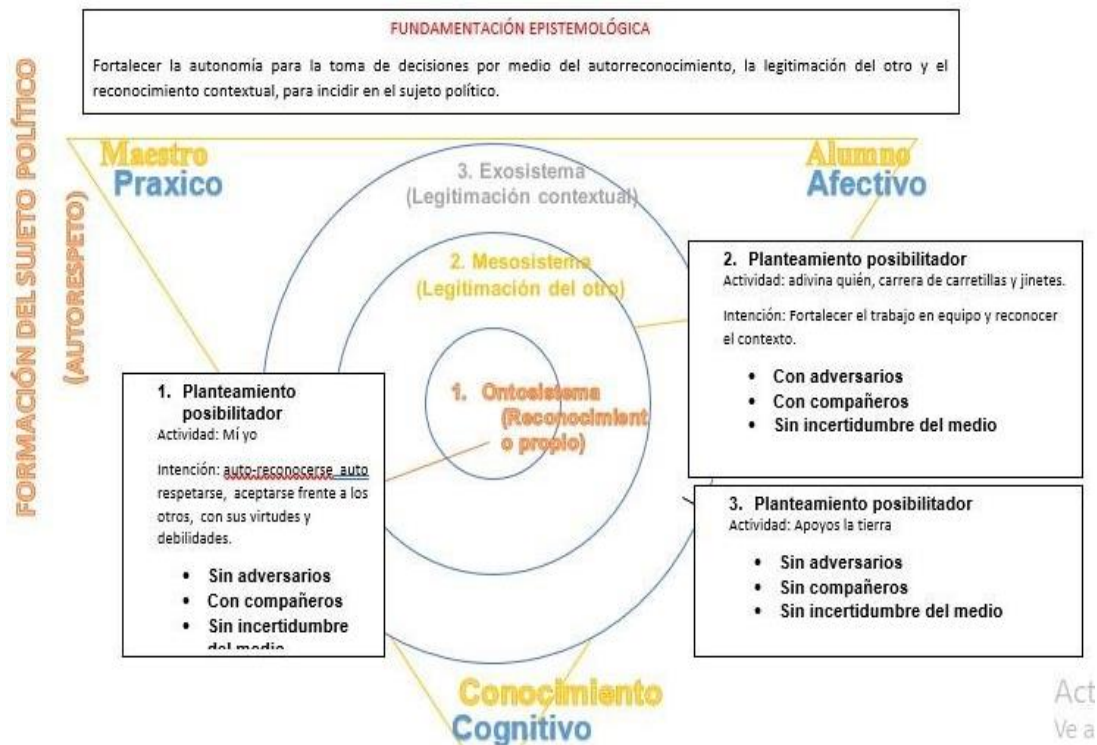 FUNDAMENTACIÓN EPISTEMOLÓGICA
Fortalecer la autonomía para la toma de decisiones por medio del autorreconocimiento, la legitimación del otro y el
reconocimiento contextual, para incidir en el sujeto político.
FORMACIÓN DEL SUJETO POLÍTICO
(AUTORESPETO)
Maestro
Praxico
Alumno
Afectivo
3. Exosistema
(Legitimación contextual)
2. Mesosistema
(Legitimación del otro)
1. Ontosistema
(Reconocimient
o propio)
1. Planteamiento
posibilitador
Actividad: Mí yo
Intención: auto-reconocerse auto
respetarse, aceptarse frente a los
otros, con sus virtudes y
debilidades.
• Sin adversarios
• Con compañeros
• Sin incertidumbre
del medio
2. Planteamiento posibilitador
Actividad: adivina quién, carrera de carretillas y jinetes.
Intención: Fortalecer el trabajo en equipo y reconocer
el contexto.
• Con adversarios
• Con compañeros
• Sin incertidumbre del medio
3. Planteamiento posibilitador
Actividad: Apoyos la tierra
• Sin adversarios
• Sin compañeros
• Sin incertidumbre del medio
Conocimiento
Cognitivo
Act
Ve a